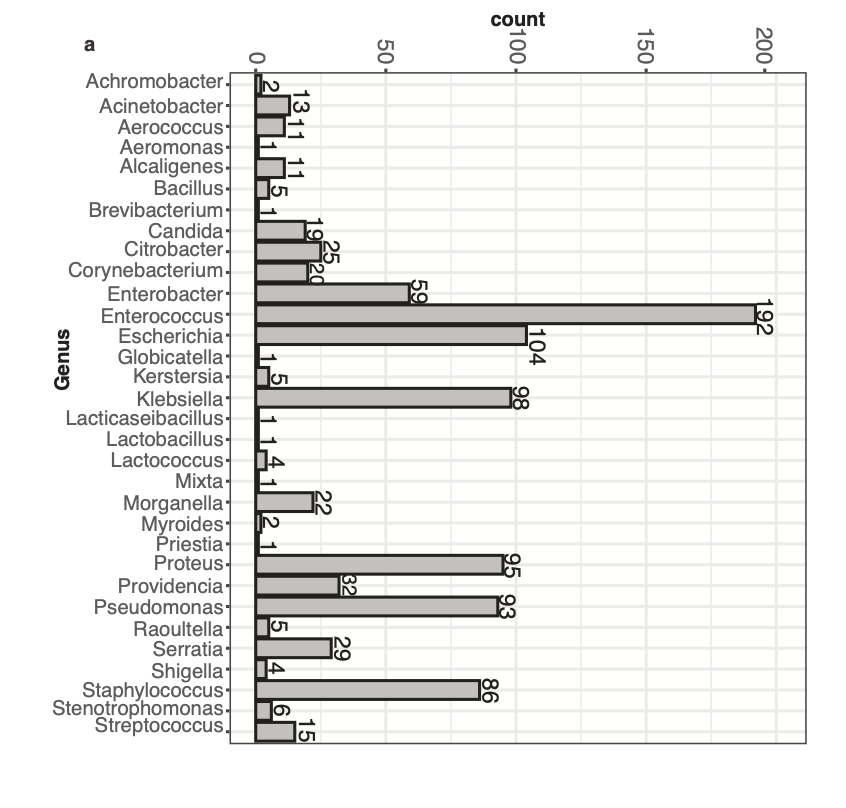 count
a
0 50 100 150 200
Genus
Achromobacter 2
Acinetobacter 13
Aerococcus 11
Aeromonas 1
Alcaligenes 11
Bacillus 5
Brevibacterium 1
Candida 19
Citrobacter 25
Corynebacterium 20
Enterobacter 59
Enterococcus 192
Escherichia 104
Globicatella 1
Kerstersia 5
Klebsiella 98
Lacticaseibacillus 1
Lactobacillus 1
Lactococcus 4
Mixta 1
Morganella 22
Myroides 2
Priestia 1
Proteus 95
Providencia 32
Pseudomonas 93
Raoultella 5
Serratia 29
Shigella 4
Staphylococcus 86
Stenotrophomonas 6
Streptococcus 15